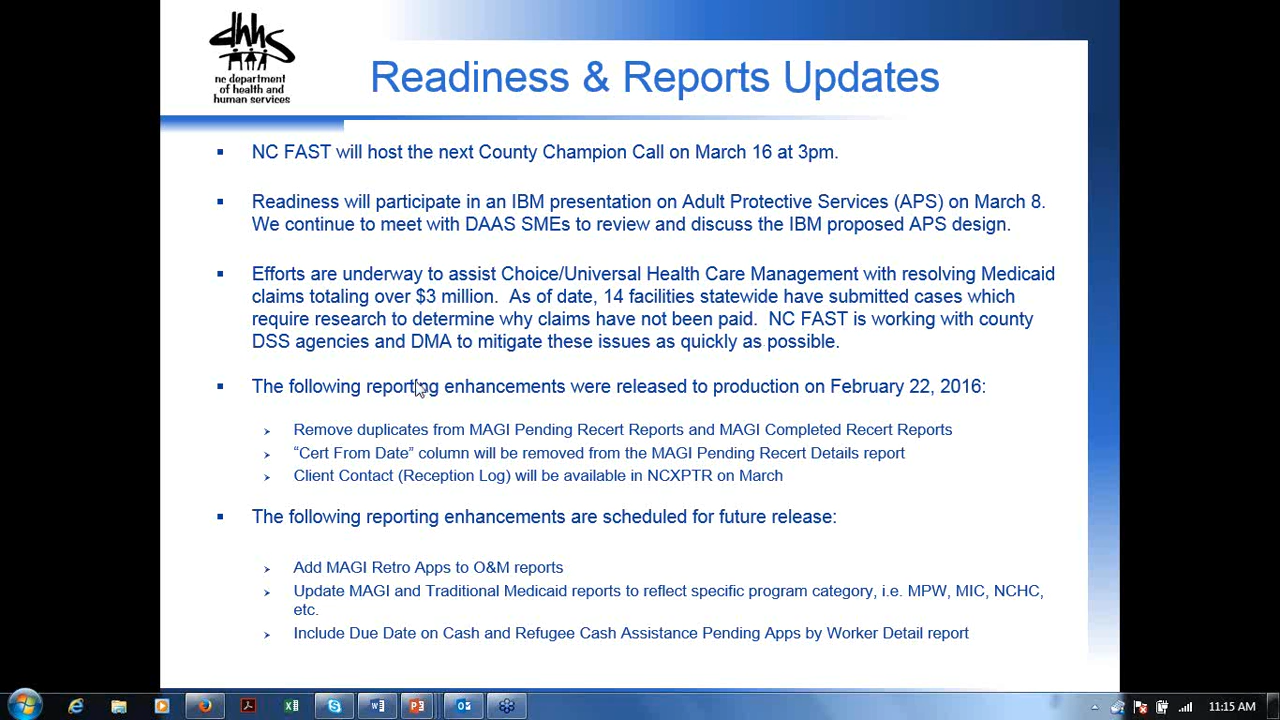 dhhs
nc department
of health and
human services
Readiness & Reports Updates
▪ NC FAST will host the next County Champion Call on March 16 at 3pm.
▪ Readiness will participate in an IBM presentation on Adult Protective Services (APS) on March 8.
We continue to meet with DAAS SMEs to review and discuss the IBM proposed APS design.
▪ Efforts are underway to assist Choice/Universal Health Care Management with resolving Medicaid
claims totaling over $3 million. As of date, 14 facilities statewide have submitted cases which
require research to determine why claims have not been paid. NC FAST is working with county
DSS agencies and DMA to mitigate these issues as quickly as possible.
▪ The following reporting enhancements were released to production on February 22, 2016:
➢ Remove duplicates from MAGI Pending Recert Reports and MAGI Completed Recert Reports
➢ “Cert From Date” column will be removed from the MAGI Pending Recert Details report
➢ Client Contact (Reception Log) will be available in NCXPTR on March
▪ The following reporting enhancements are scheduled for future release:
➢ Add MAGI Retro Apps to O&M reports
➢ Update MAGI and Traditional Medicaid reports to reflect specific program category, i.e. MPW, MIC, NCHC,
etc.
➢ Include Due Date on Cash and Refugee Cash Assistance Pending Apps by Worker Detail report
11:15 AM